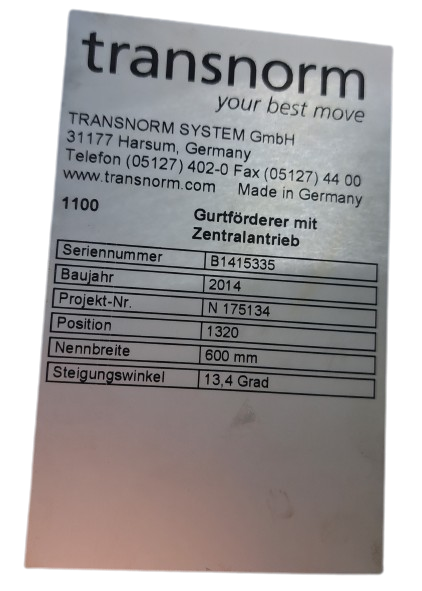 transnorm
your best move
TRANSNORM SYSTEM GmbH
31177 Harsum, Germany
Telefon (05127) 402-0 Fax (05127) 44 00
www.transnorm.com Made in Germany
1100 Gurtförderer mit
Zentralantrieb
Seriennummer B1415335
Baujahr 2014
Projekt-Nr. N 175134
Position 1320
Nennbreite 600 mm
Steigungswinkel 13,4 Grad